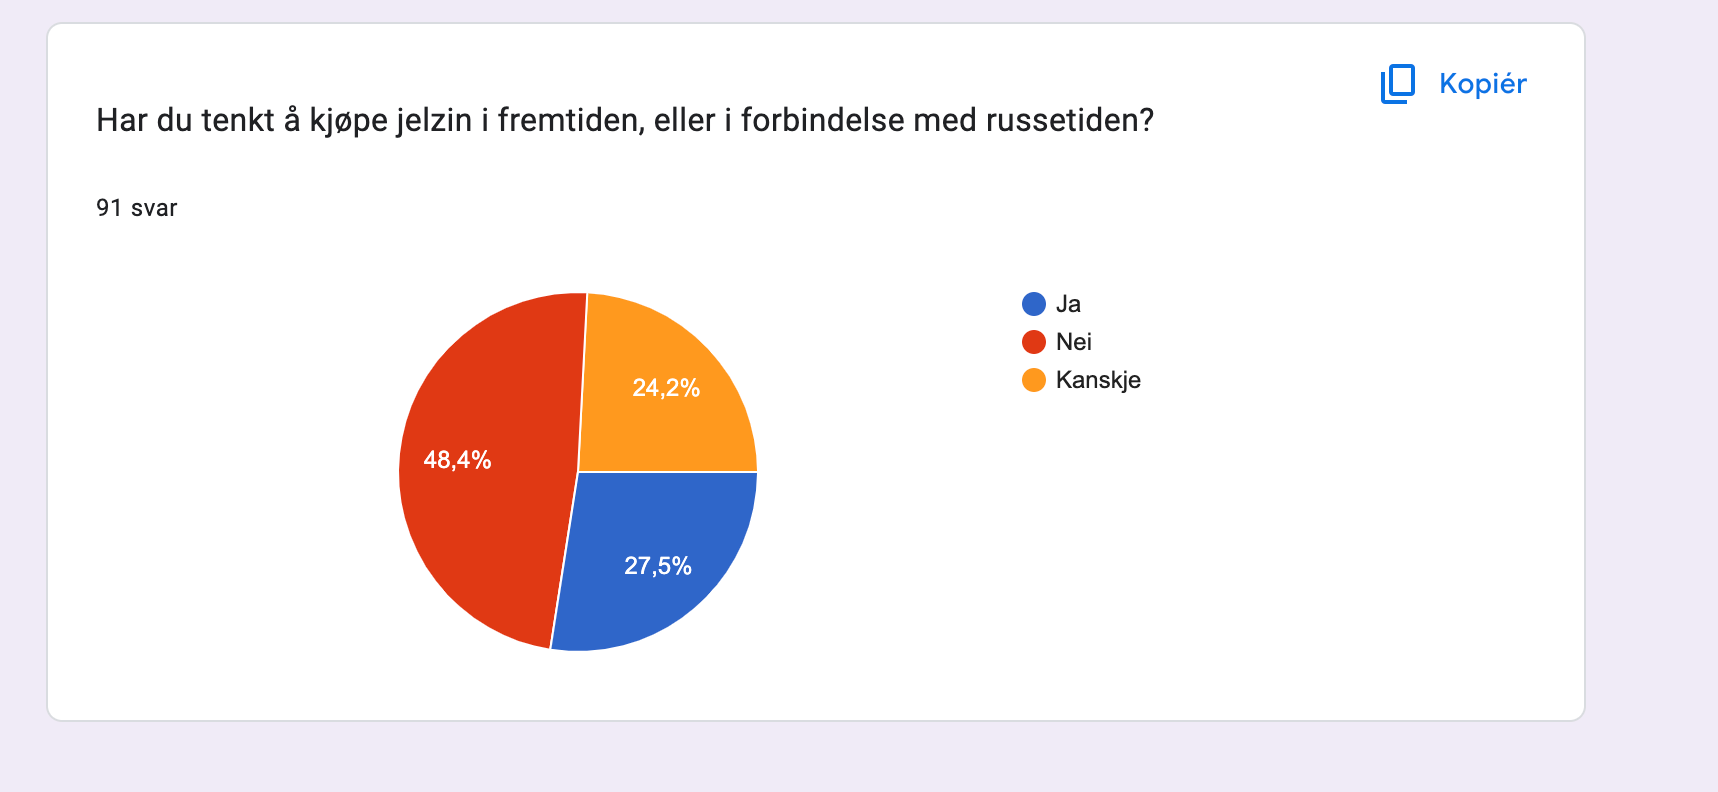 Kopiér
Har du tenkt å kjøpe jelzin i fremtiden, eller i forbindelse med russetiden?
91 svar
Ja
Nei
Kanskje
24,2%
48,4%
27,5%